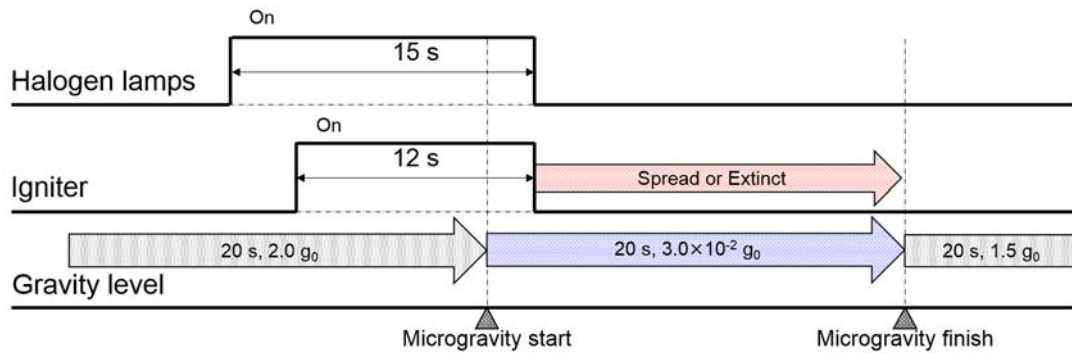 On
15 s
Halogen lamps
On
12 s
Igniter
Spread or Extinct
20 s, 2.0 g₀
20 s, 3.0×10⁻² g₀
20 s, 1.5 g₀
Gravity level
Microgravity start
Microgravity finish